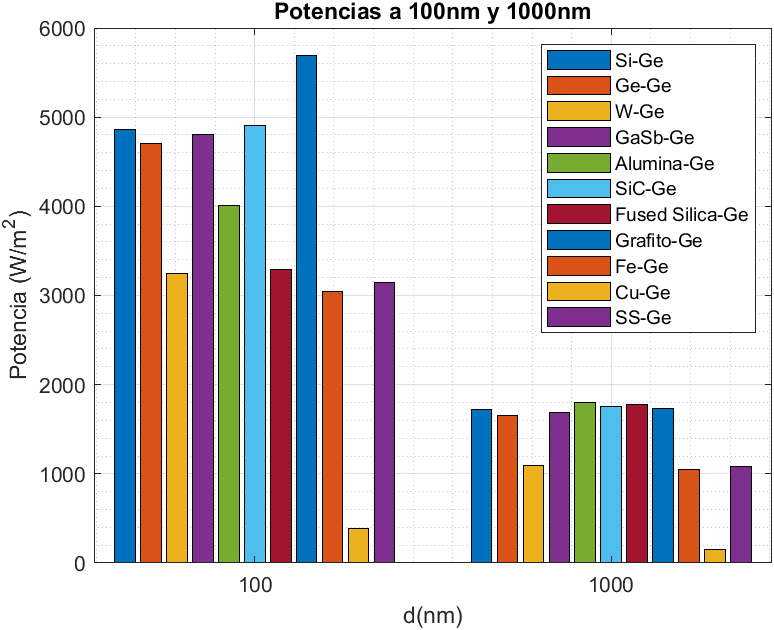 Potencias a 100nm y 1000nm
Potencia (W/m²)
6000
5000
4000
3000
2000
1000
0
Si-Ge
Ge-Ge
W-Ge
GaSb-Ge
Alumina-Ge
SiC-Ge
Fused Silica-Ge
Grafito-Ge
Fe-Ge
Cu-Ge
SS-Ge
100
1000
d(nm)